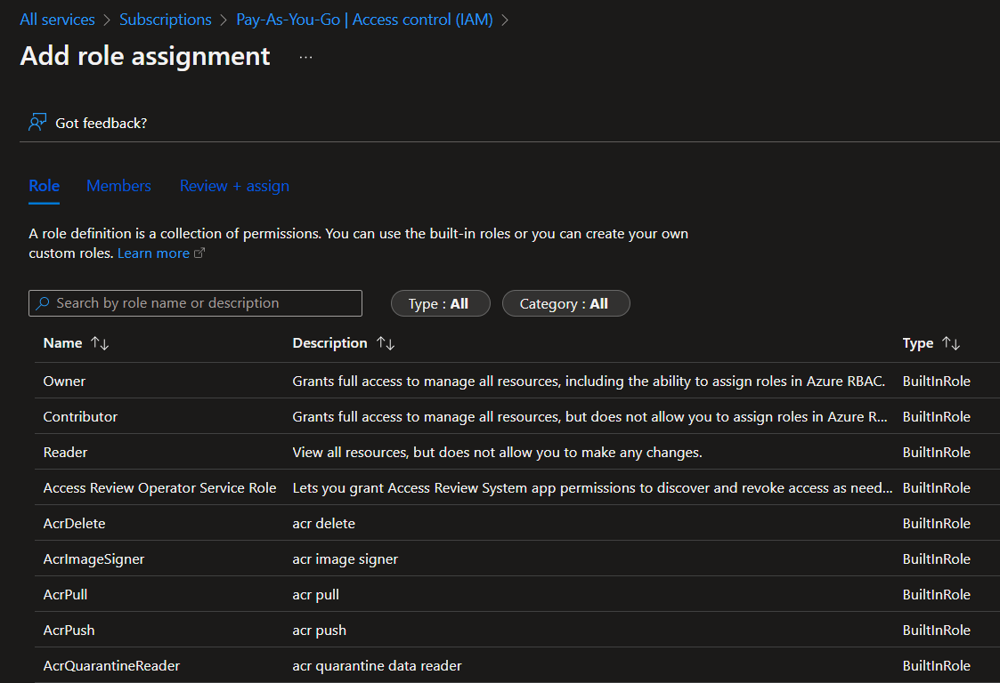 All services > Subscriptions > Pay-As-You-Go | Access control (IAM) >
Add role assignment ...
Got feedback?
Role Members Review + assign
A role definition is a collection of permissions. You can use the built-in roles or you can create your own
custom roles. Learn more
Search by role name or description Type : All Category : All
Name ↑↓ Description ↑↓ Type ↑↓
Owner Grants full access to manage all resources, including the ability to assign roles in Azure RBAC. BuiltInRole
Contributor Grants full access to manage all resources, but does not allow you to assign roles in Azure R... BuiltInRole
Reader View all resources, but does not allow you to make any changes. BuiltInRole
Access Review Operator Service Role Lets you grant Access Review System app permissions to discover and revoke access as need... BuiltInRole
AcrDelete acr delete BuiltInRole
AcrImageSigner acr image signer BuiltInRole
AcrPull acr pull BuiltInRole
AcrPush acr push BuiltInRole
AcrQuarantineReader acr quarantine data reader BuiltInRole